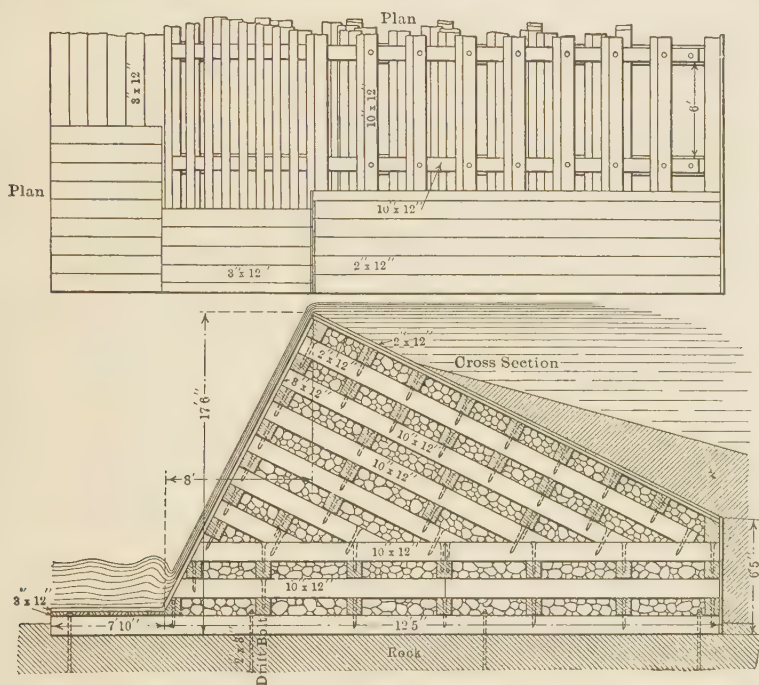 Plan
3"x 12"
10"x 12"
6'
Plan
10"x 12"
3"x 12'
2"x 12"
2"x 12"
Cross Section
2"x 12"
3"x 12"
17'6"
10"x 12"
10"x 12"
8'
10"x 12"
10"x 12"
6'5"
3"x 12"
7'10"
12'5"
2"x 8"
Drift Bolt
Rock